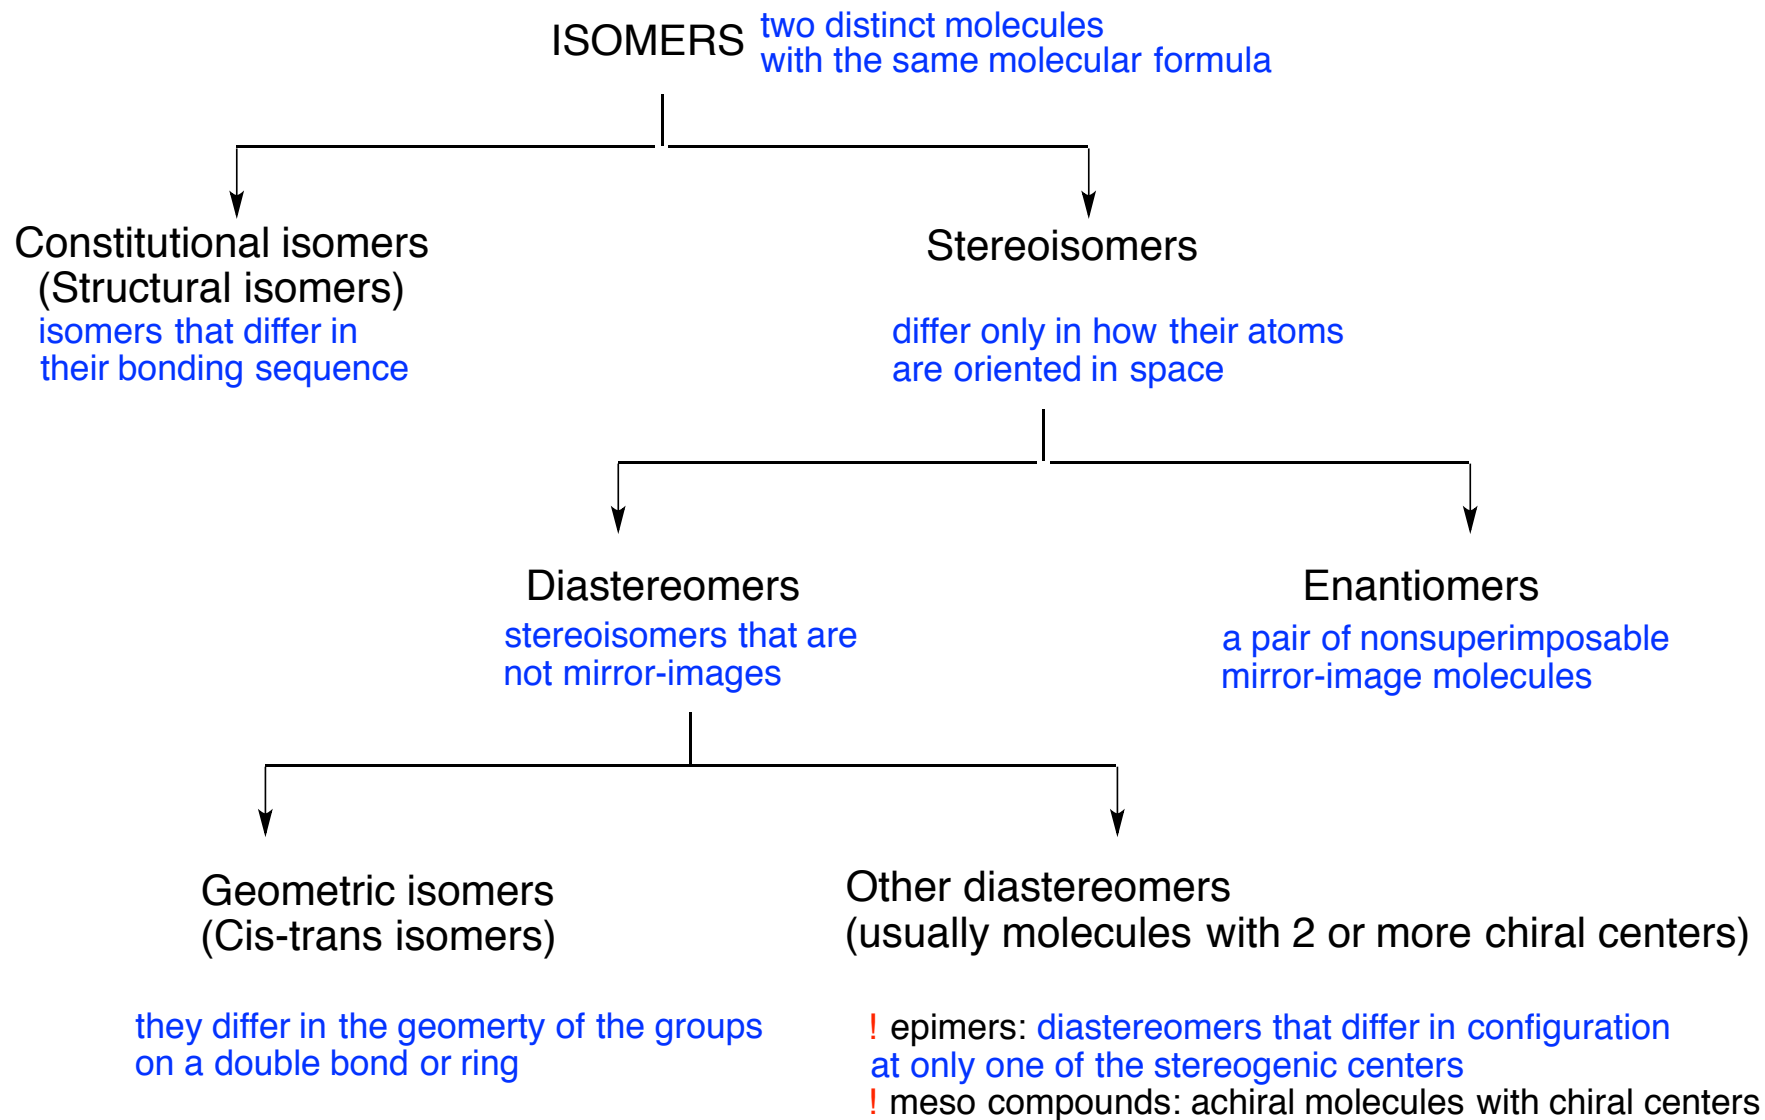 ISOMERS
two distinct molecules
with the same molecular formula
Constitutional isomers
(Structural isomers)
isomers that differ in
their bonding sequence
Stereoisomers
differ only in how their atoms
are oriented in space
Diastereomers
stereoisomers that are
not mirror-images
Enantiomers
a pair of nonsuperimposable
mirror-image molecules
Geometric isomers
(Cis-trans isomers)
they differ in the geomerty of the groups
on a double bond or ring
Other diastereomers
(usually molecules with 2 or more chiral centers)
! epimers: diastereomers that differ in configuration
at only one of the stereogenic centers
! meso compounds: achiral molecules with chiral centers